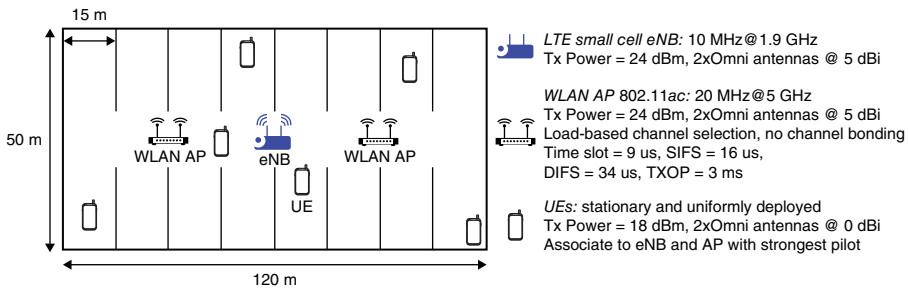 15 m
50 m
WLAN AP
eNB
WLAN AP
UE
120 m
LTE small cell eNB: 10 MHz@1.9 GHz
Tx Power = 24 dBm, 2xOmni antennas @ 5 dBi
WLAN AP 802.11ac: 20 MHz@5 GHz
Tx Power = 24 dBm, 2xOmni antennas @ 5 dBi
Load-based channel selection, no channel bonding
Time slot = 9 us, SIFS = 16 us,
DIFS = 34 us, TXOP = 3 ms
UEs: stationary and uniformly deployed
Tx Power = 18 dBm, 2xOmni antennas @ 0 dBi
Associate to eNB and AP with strongest pilot